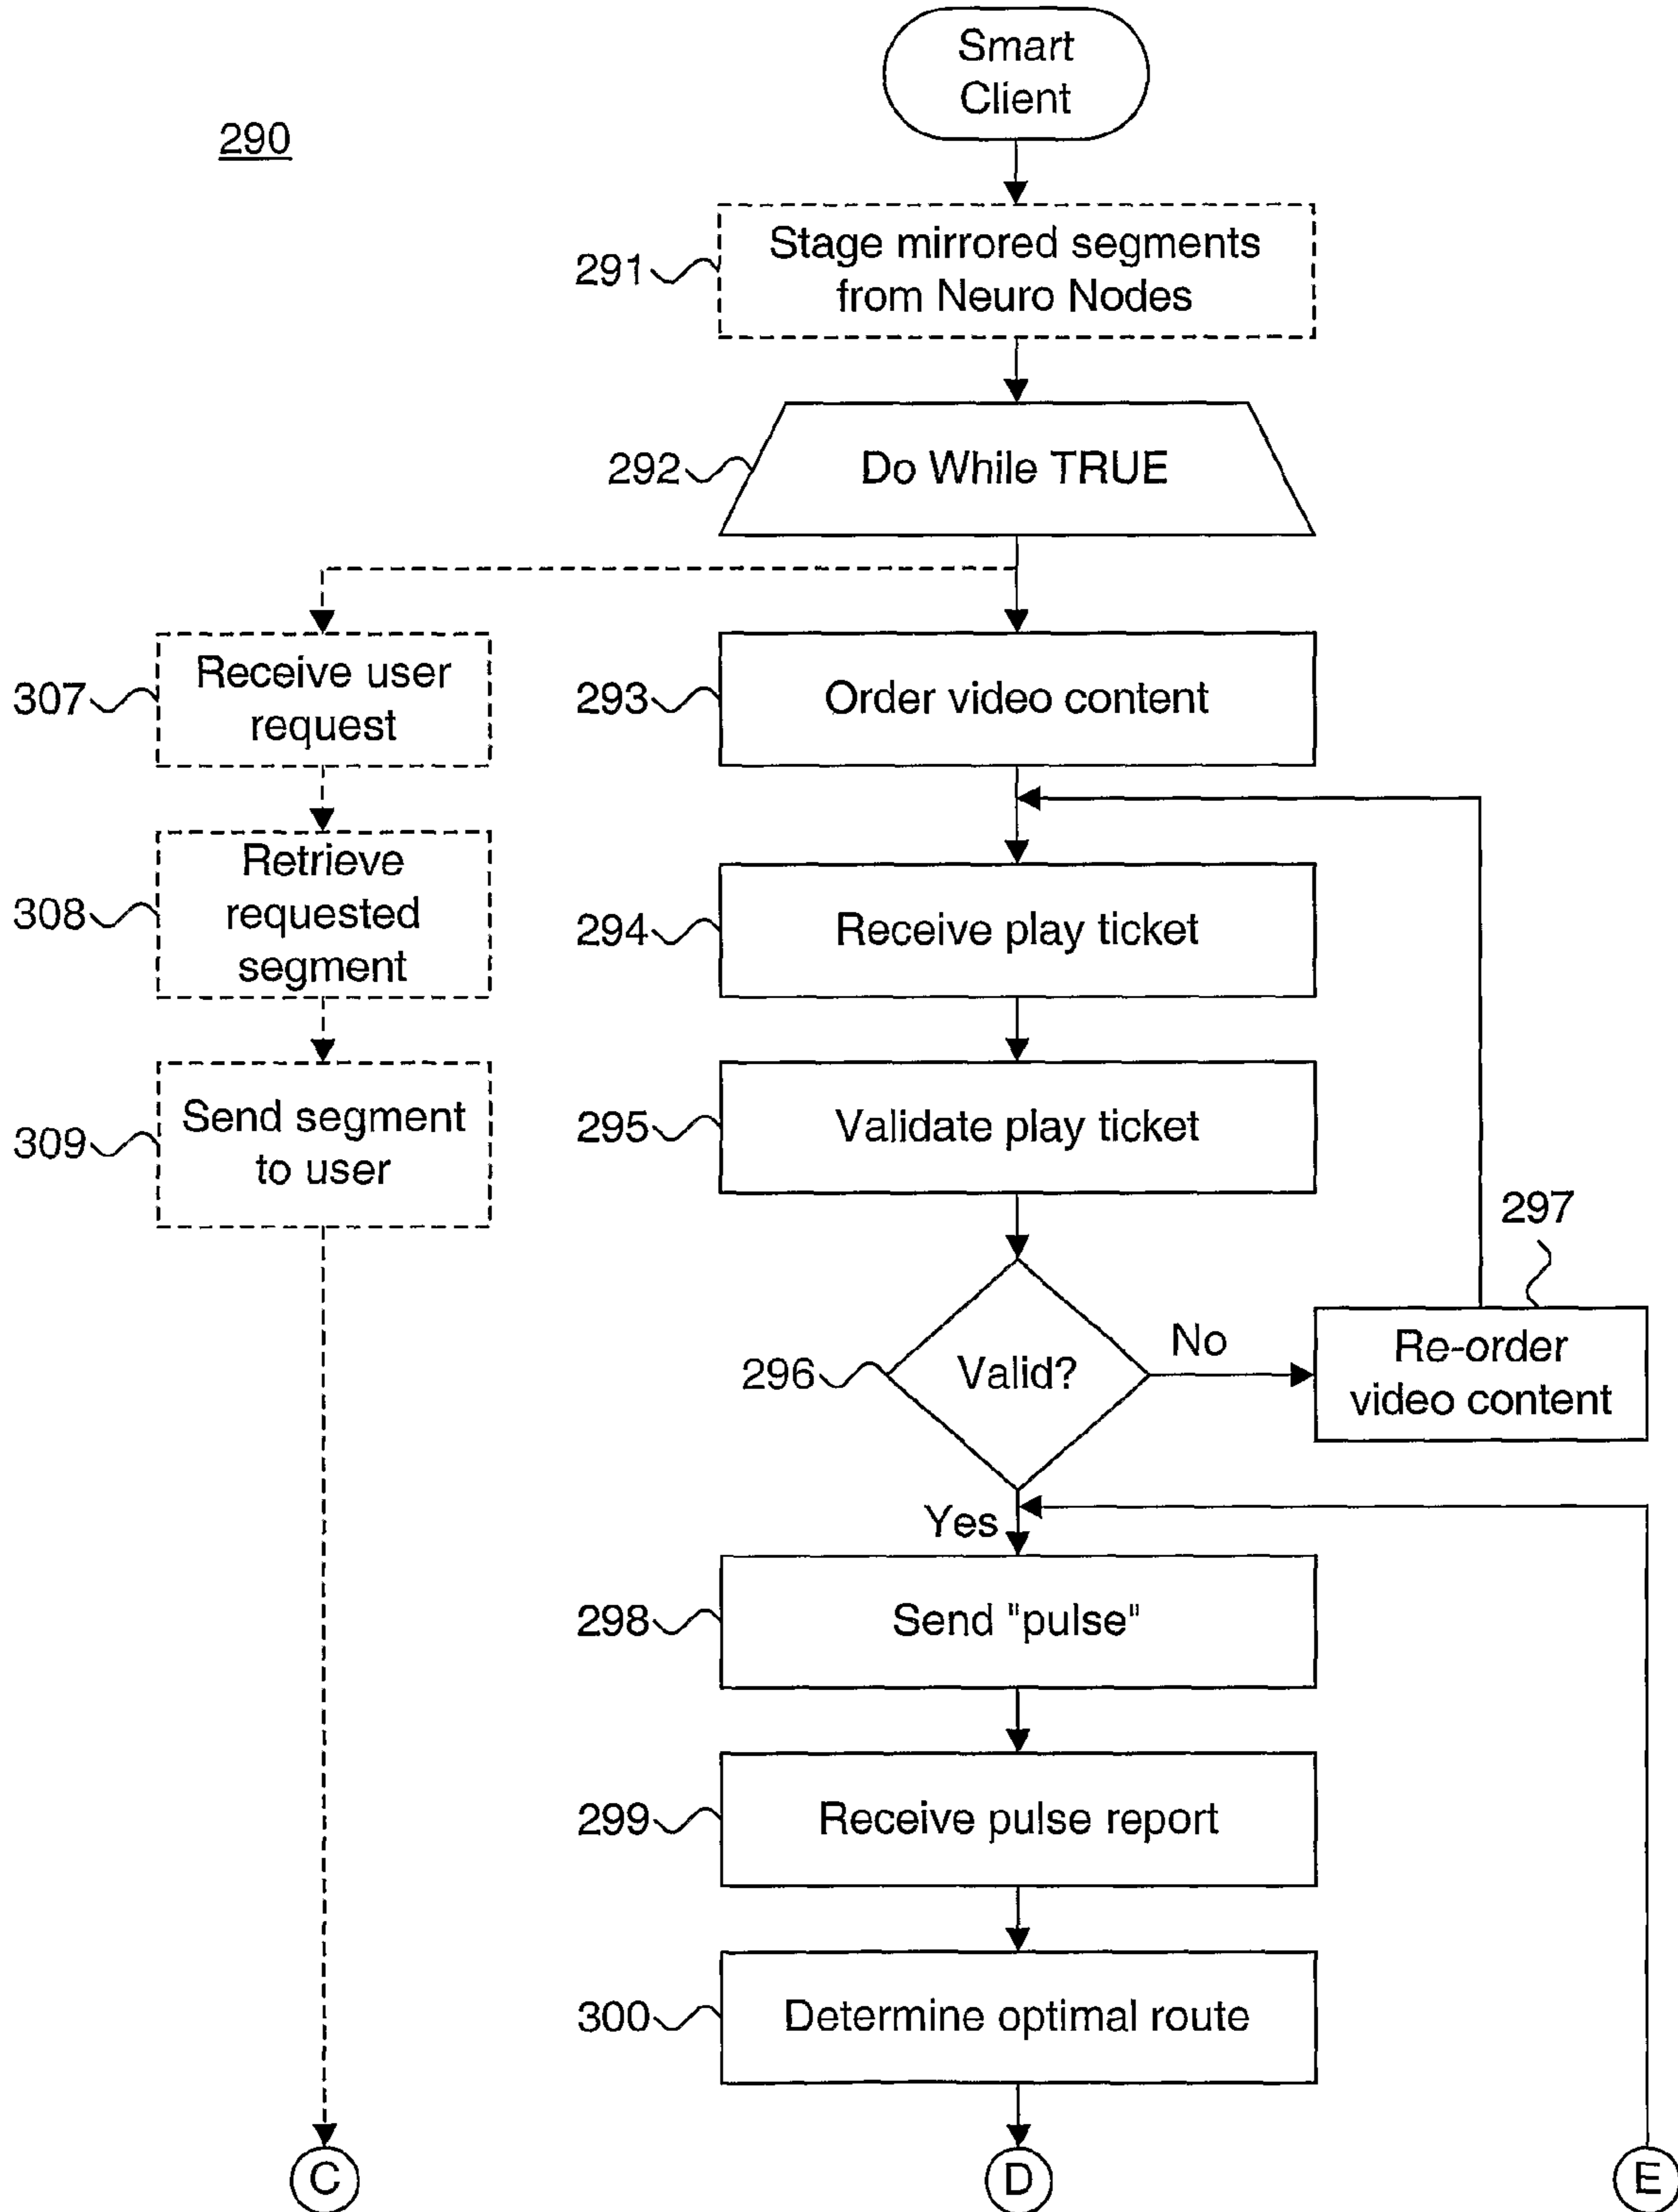 Smart
Client
290
291
Stage mirrored segments
from Neuro Nodes
292
Do While TRUE
307
Receive user
request
293
Order video content
308
Retrieve
requested
segment
294
Receive play ticket
309
Send segment
to user
295
Validate play ticket
297
296
Valid?
No
Re-order
video content
Yes
298
Send "pulse"
299
Receive pulse report
300
Determine optimal route
C
D
E